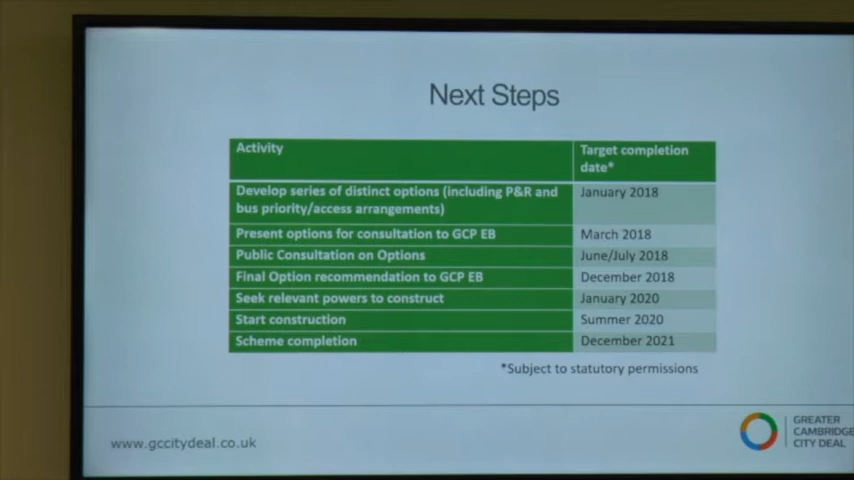 Next Steps
Activity
Target completion
date*
Develop series of distinct options (including P&R and
bus priority/access arrangements)
January 2018
Present options for consultation to GCP EB
March 2018
Public Consultation on Options
June/July 2018
Final Option recommendation to GCP EB
December 2018
Seek relevant powers to construct
January 2020
Start construction
Summer 2020
Scheme completion
December 2021
*Subject to statutory permissions
www.gccitydeal.co.uk
GREATER
CAMBRIDGE
CITY DEAL